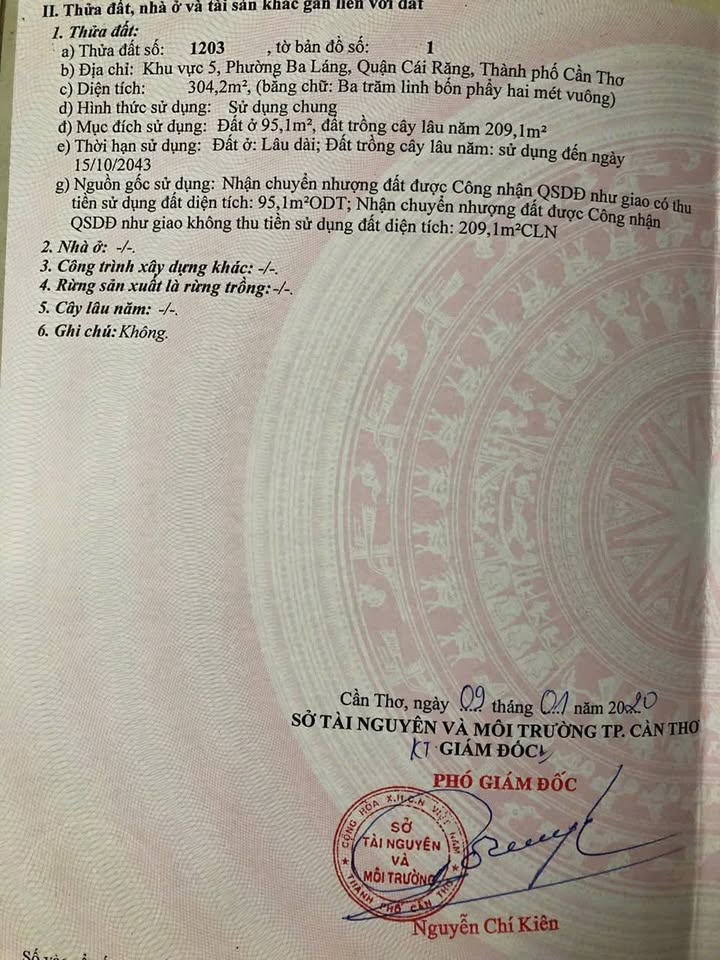 II. Thửa đất, nhà ở và tài sản khác gắn liền với đất
1. Thửa đất:
a) Thửa đất số: 1203 , tờ bản đồ số: 1
b) Địa chỉ: Khu vực 5, Phường Ba Láng, Quận Cái Răng, Thành phố Cần Thơ
c) Diện tích: 304,2m², (bằng chữ: Ba trăm linh bốn phẩy hai mét vuông)
d) Hình thức sử dụng: Sử dụng chung
đ) Mục đích sử dụng: Đất ở 95,1m², đất trồng cây lâu năm 209,1m²
e) Thời hạn sử dụng: Đất ở: Lâu dài; Đất trồng cây lâu năm: sử dụng đến ngày
15/10/2043
g) Nguồn gốc sử dụng: Nhận chuyển nhượng đất được Công nhận QSDĐ như giao có thu
tiền sử dụng đất diện tích: 95,1m²ODT; Nhận chuyển nhượng đất được Công nhận
QSDĐ như giao không thu tiền sử dụng đất diện tích: 209,1m²CLN
2. Nhà ở: -/-.
3. Công trình xây dựng khác: -/-.
4. Rừng sản xuất là rừng trồng: -/-.
5. Cây lâu năm: -/-.
6. Ghi chú: Không.
Cần Thơ, ngày 09 tháng 01 năm 2020
SỞ TÀI NGUYÊN VÀ MÔI TRƯỜNG TP. CẦN THƠ
KT GIÁM ĐỐC
PHÓ GIÁM ĐỐC
CỘNG HÒA X.H.C.N VIỆT NAM
SỞ
TÀI NGUYÊN
VÀ
MÔI TRƯỜNG
THÀNH PHỐ CẦN THƠ
Nguyễn Chí Kiên